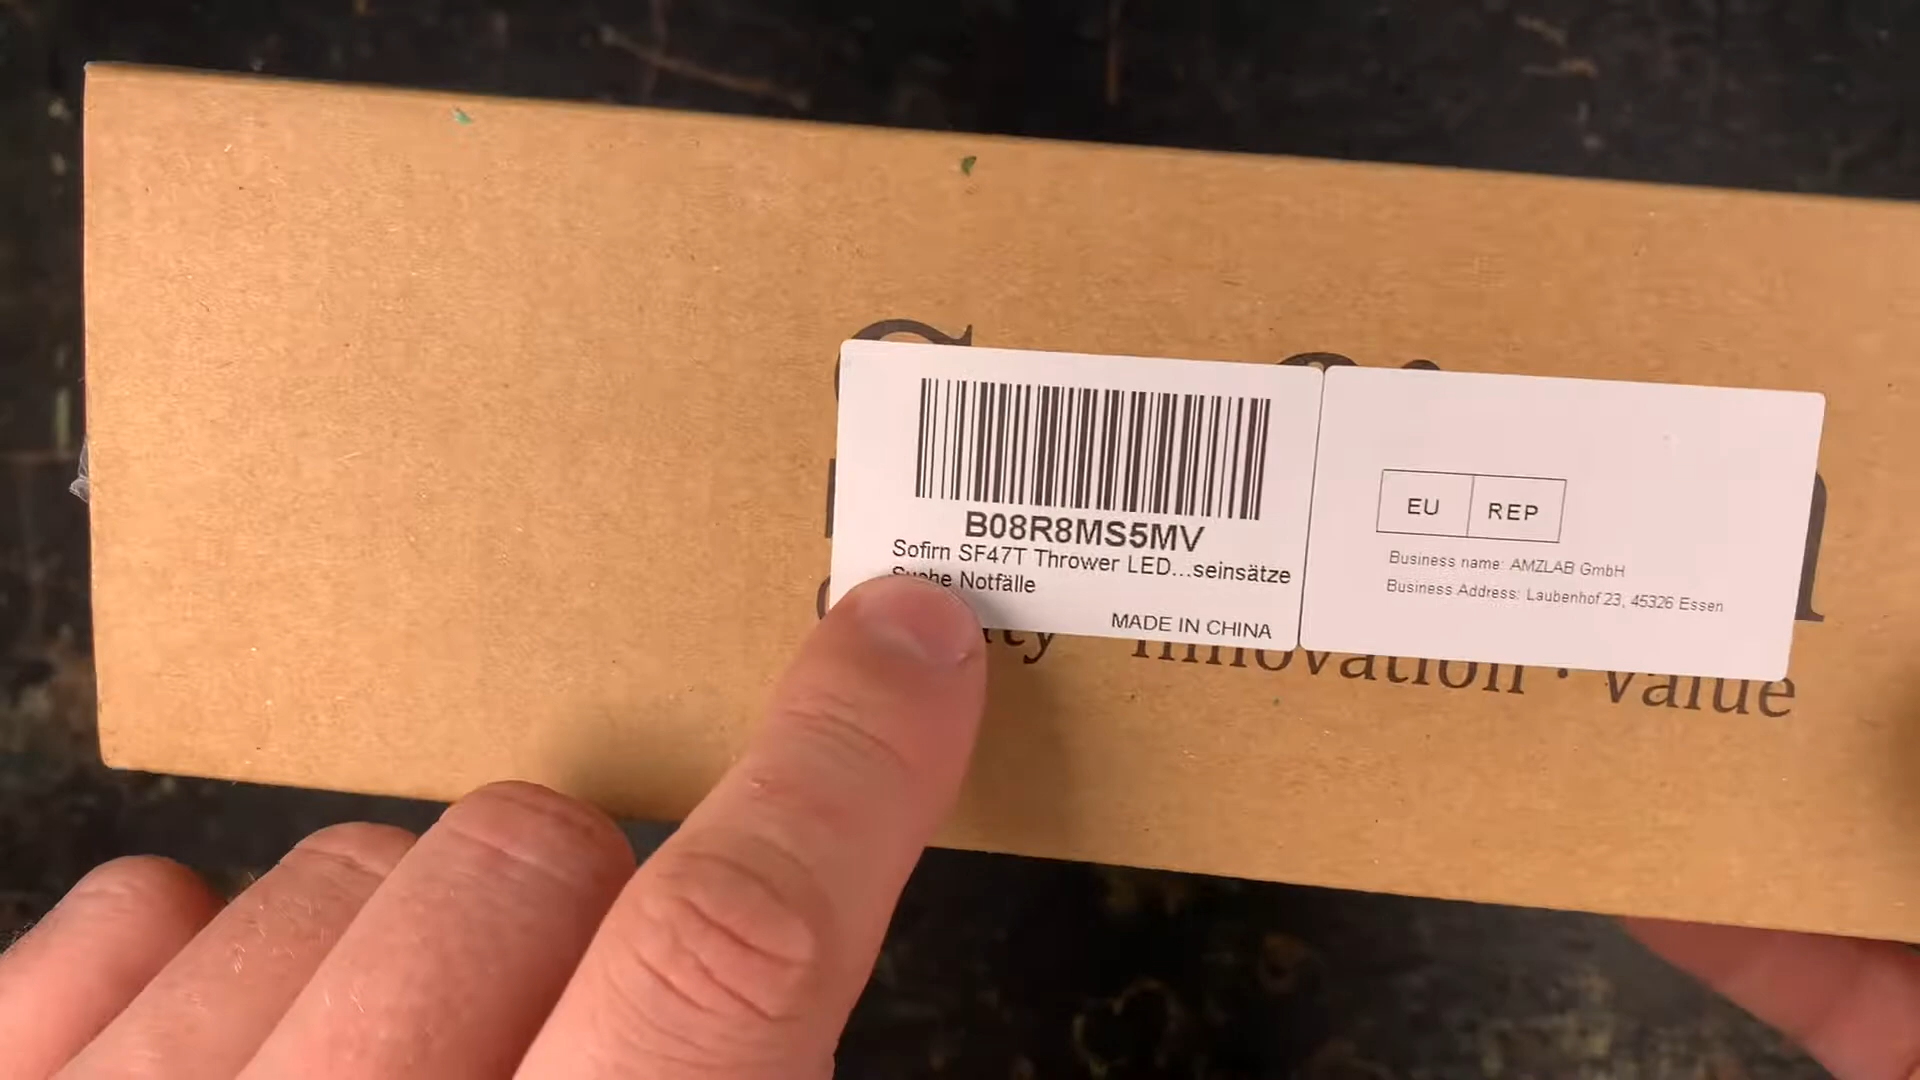 B08R8MS5MV
Sofirn SF47T Thrower LED...seinsätze
Suche Notfälle
MADE IN CHINA
EU REP
Business name: AMZLAB GmbH
Business Address: Laubenhof 23, 45326 Essen
Innovation · Value